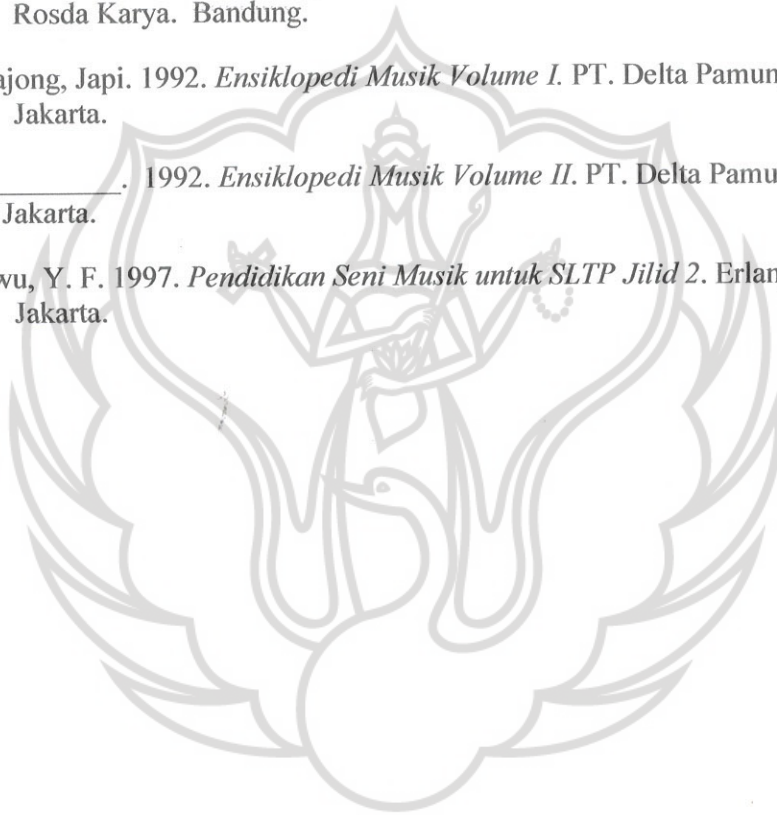 Rosda Karya. Bandung.
ajong, Japi. 1992. Ensiklopedi Musik Volume I. PT. Delta Pamun
Jakarta.
____________. 1992. Ensiklopedi Musik Volume II. PT. Delta Pamu
Jakarta.
wu, Y. F. 1997. Pendidikan Seni Musik untuk SLTP Jilid 2. Erlan
Jakarta.